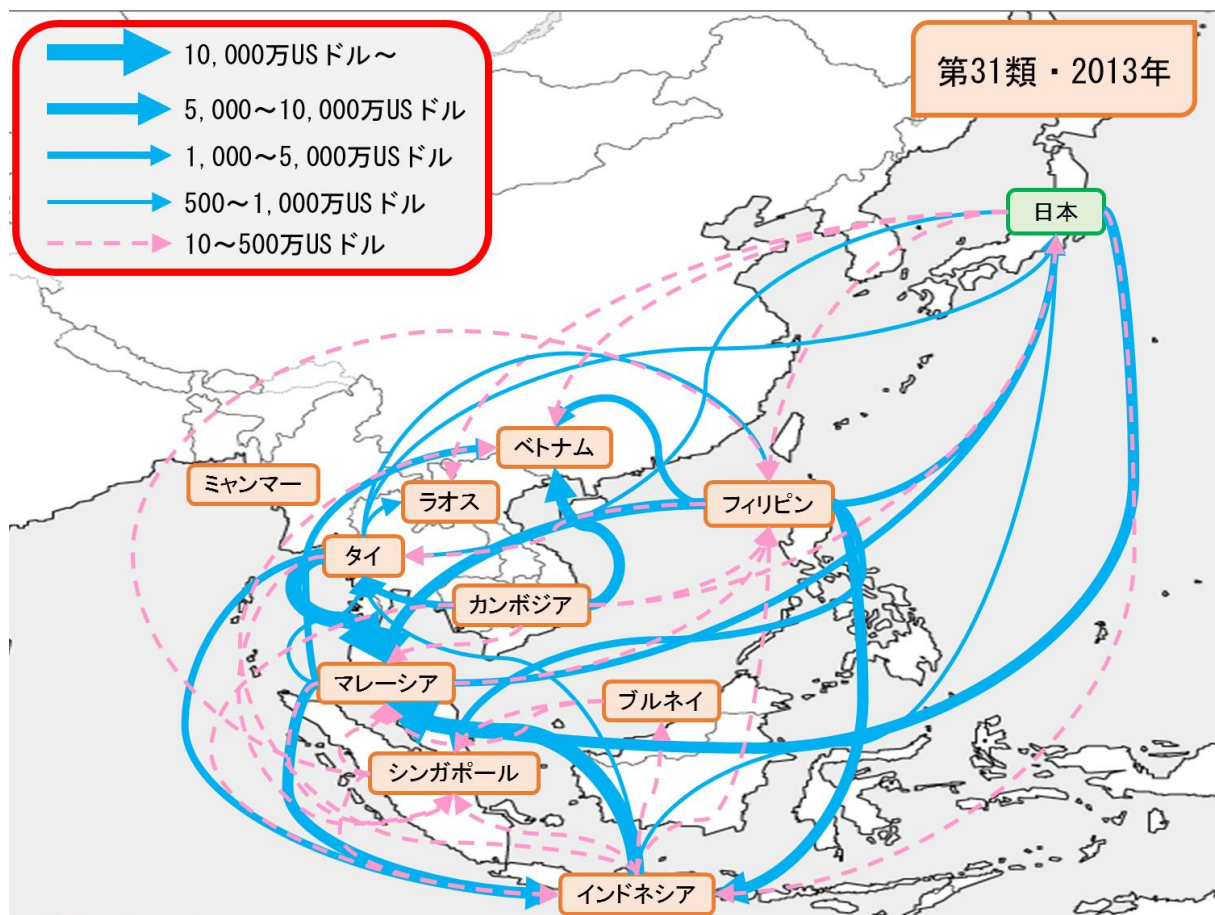 10,000万USドル～
5,000～10,000万USドル
1,000～5,000万USドル
500～1,000万USドル
10～500万USドル
第31類・2013年
日本
ベトナム
ミャンマー
ラオス
フィリピン
タイ
カンボジア
マレーシア
ブルネイ
シンガポール
インドネシア